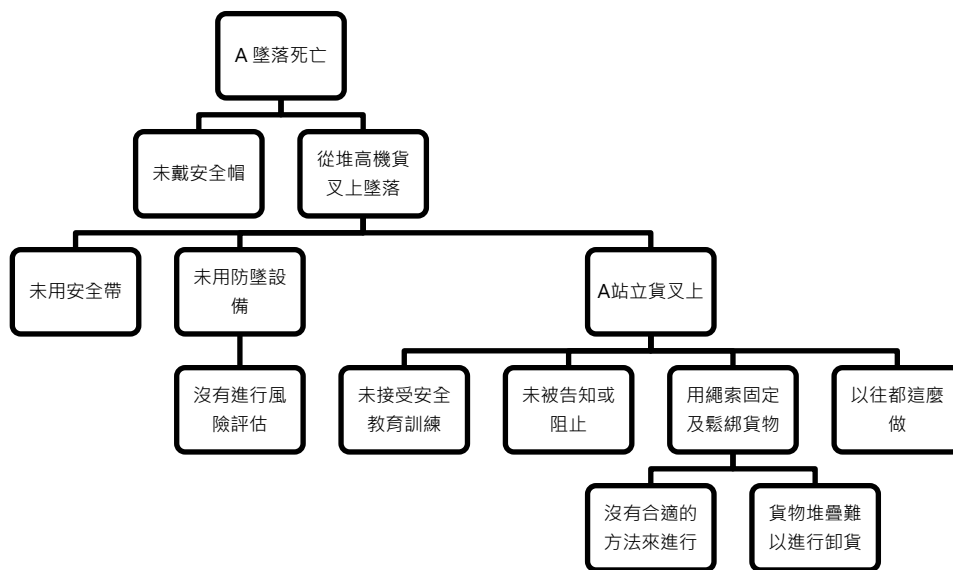 A 墜落死亡
未戴安全帽
從堆高機貨
叉上墜落
未用安全帶
未用防墜設
備
A站立貨叉上
沒有進行風
險評估
未接受安全
教育訓練
未被告知或
阻止
用繩索固定
及鬆綁貨物
以往都這麼
做
沒有合適的
方法來進行
貨物堆疊難
以進行卸貨